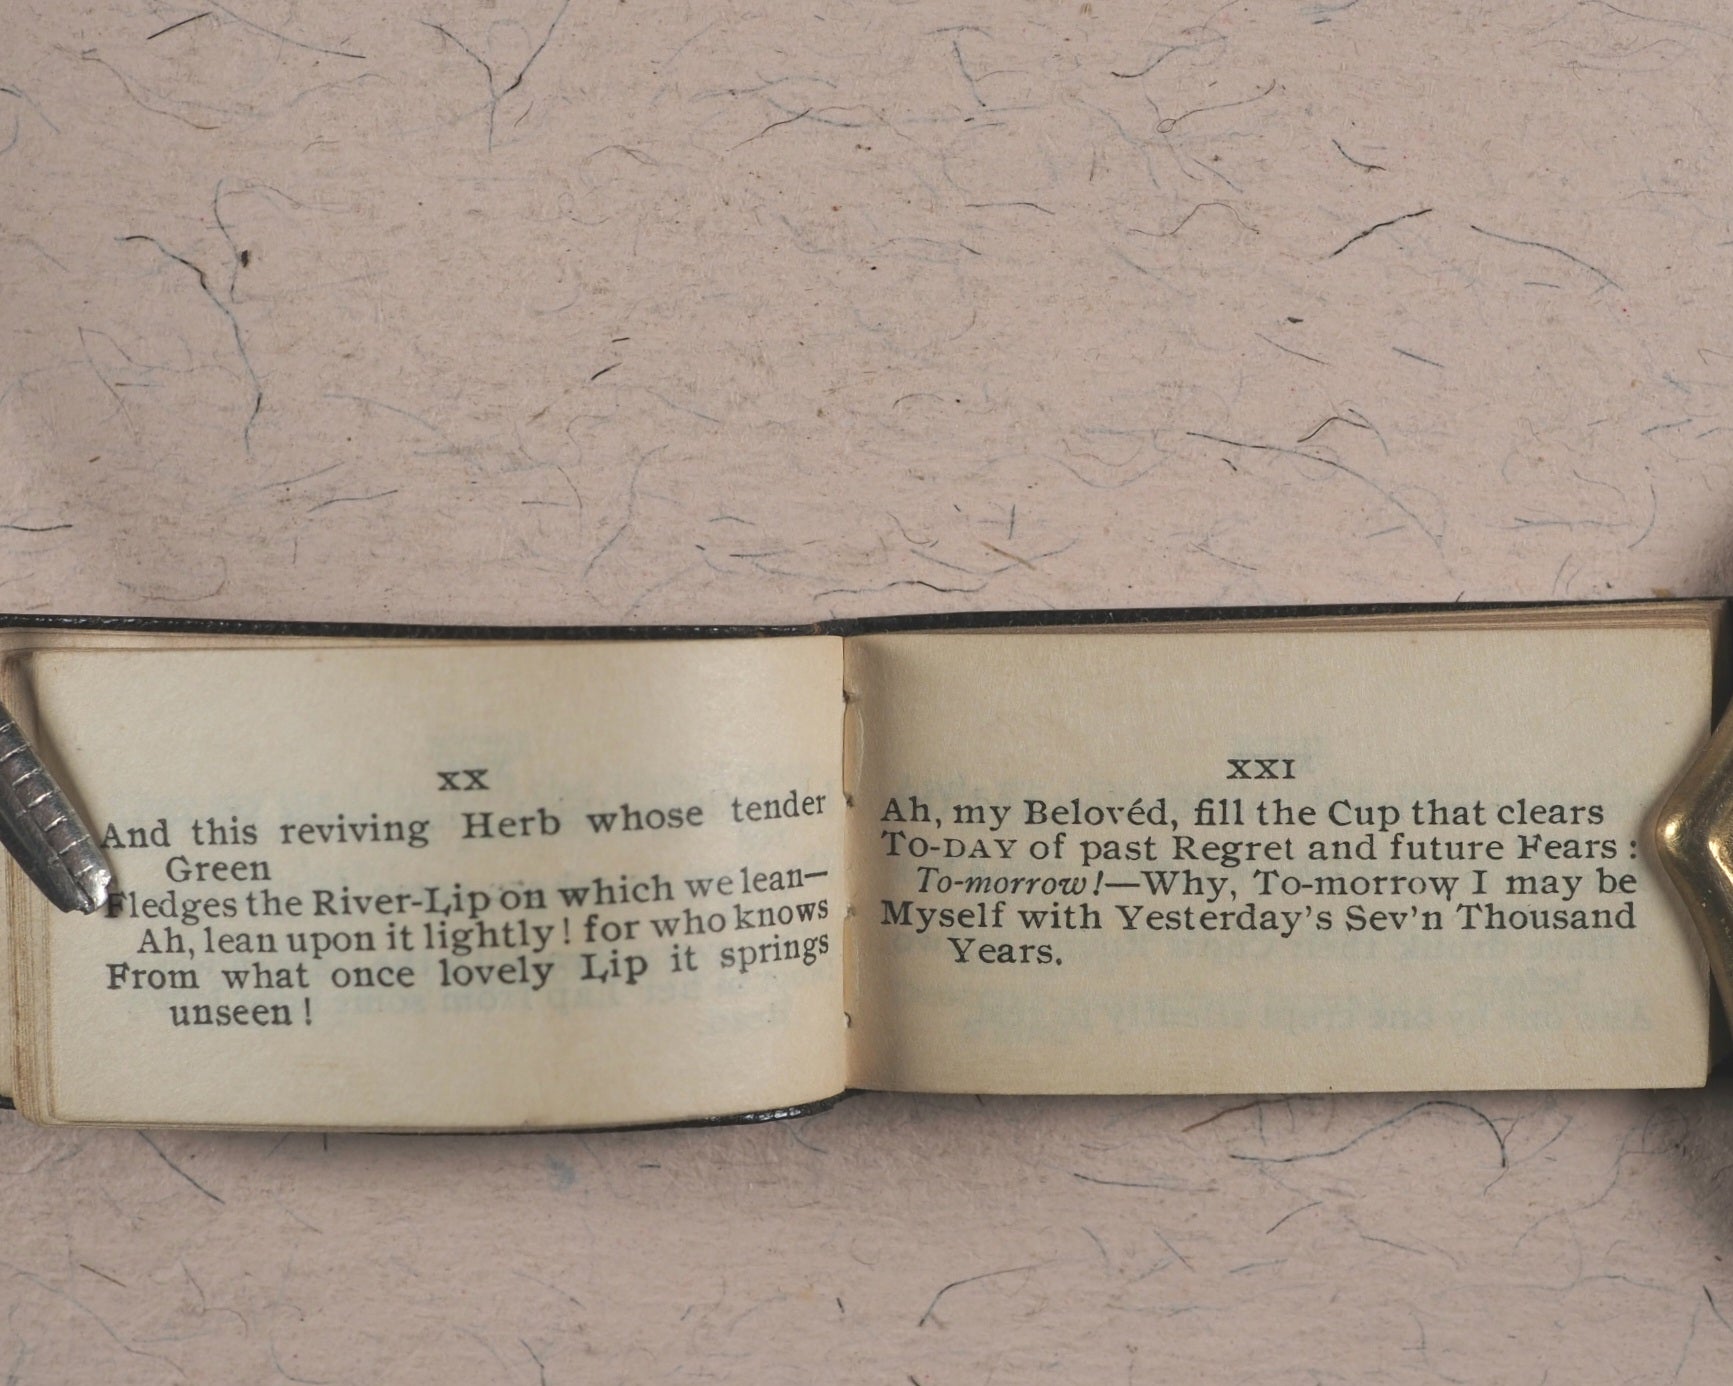 XX
And this reviving Herb whose tender
Green
Fledges the River-Lip on which we lean—
Ah, lean upon it lightly! for who knows
From what once lovely Lip it springs
unseen!
XXI
Ah, my Belovéd, fill the Cup that clears
To-DAY of past Regret and future Fears:
To-morrow!—Why, To-morrow I may be
Myself with Yesterday's Sev'n Thousand
Years.